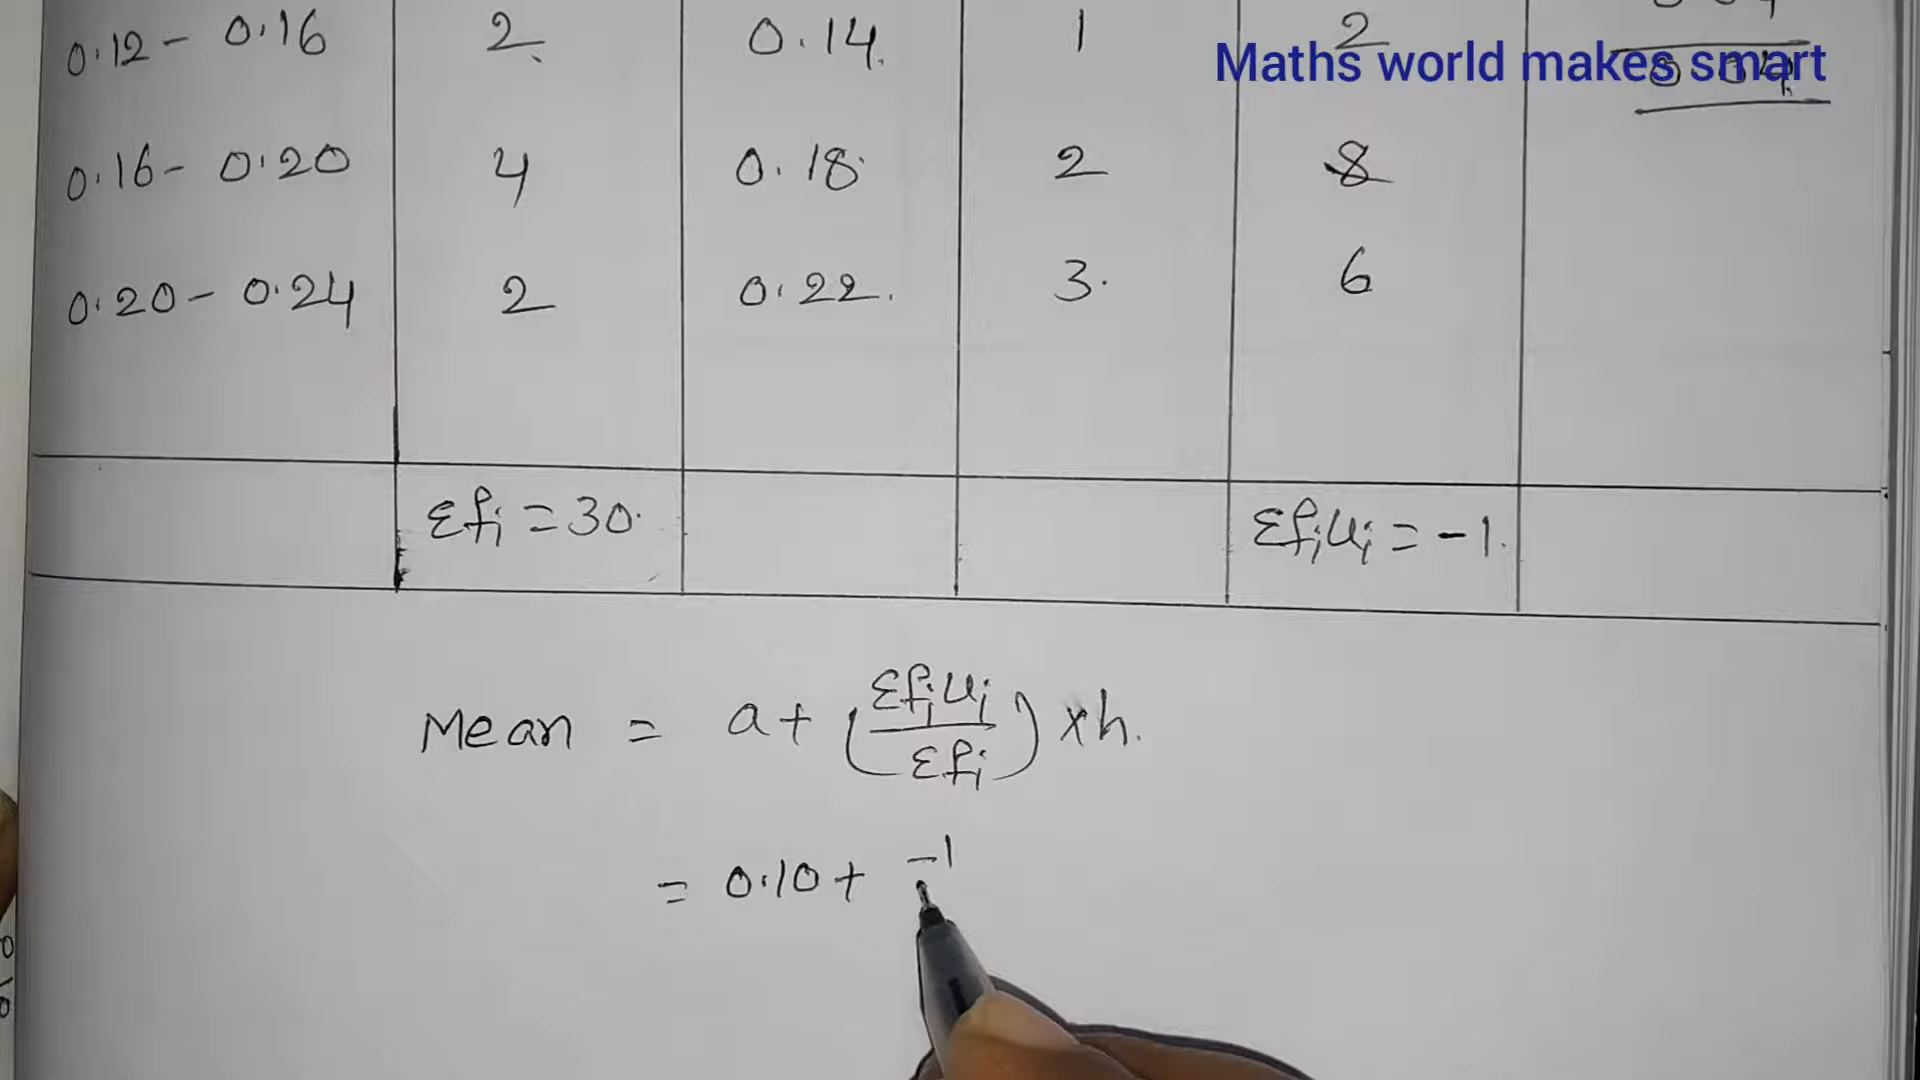 0.12 - 0.16 2 0.14 1 2
Maths world makes smart
0.04
0.16 - 0.20 4 0.18 2 8
0.20 - 0.24 2 0.22 3 6
Σfi = 30 Σfiui = -1
Mean = a + (Σfiui / Σfi) × h
= 0.10 + -1